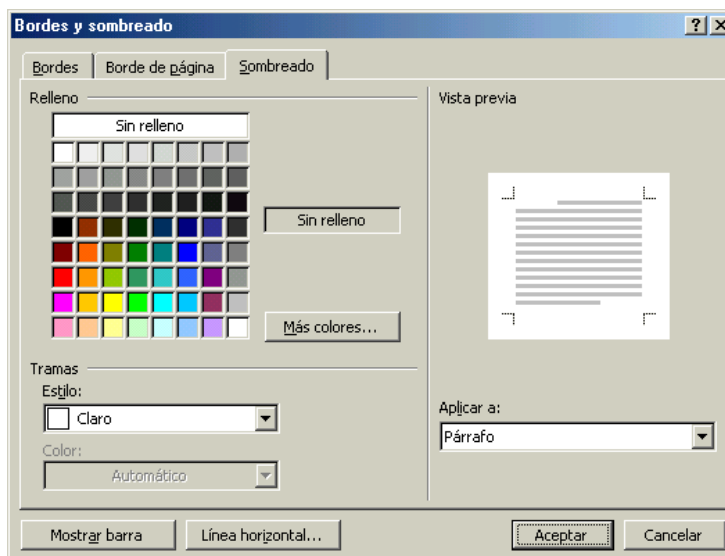 Bordes y sombreado
Bordes
Borde de página
Sombreado
Relleno
Sin relleno
Sin relleno
Más colores...
Tramas
Estilo:
Claro
Color:
Automático
Vista previa
Aplicar a:
Párrafo
Mostrar barra
Línea horizontal...
Aceptar
Cancelar